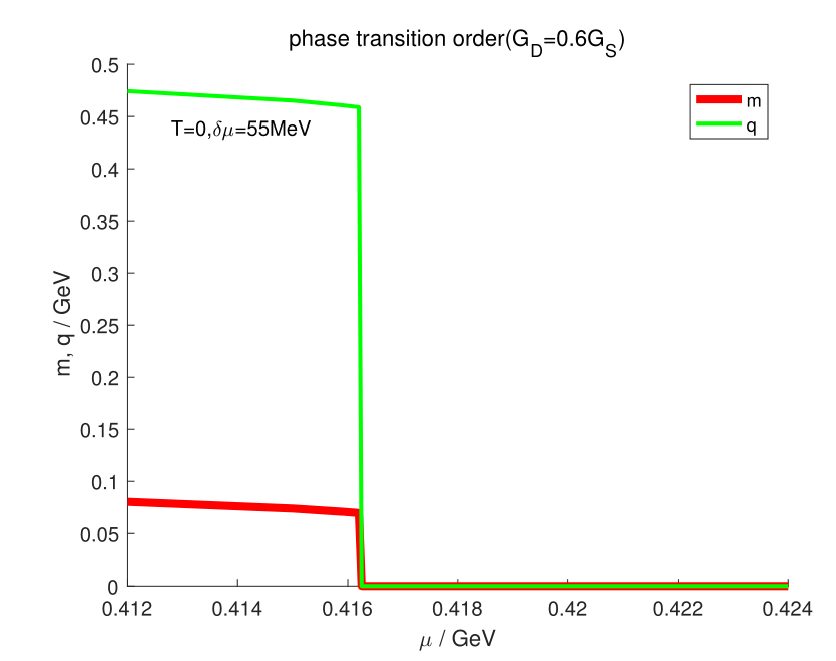 phase transition order(G_D=0.6G_S)
0.5
0.45
0.4
0.35
0.3
0.25
0.2
0.15
0.1
0.05
0
m, q / GeV
T=0,δμ=55MeV
m
q
0.412 0.414 0.416 0.418 0.42 0.422 0.424
μ / GeV